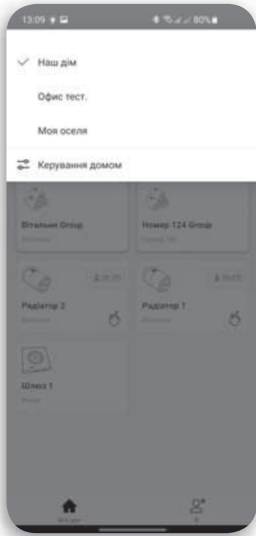 13:09
80%
Наш дім
Офис тест.
Моя оселя
Керування домом
Вітальня Group
Номер 124 Group
Радіатор 2
Радіатор 1
Шлюз 1